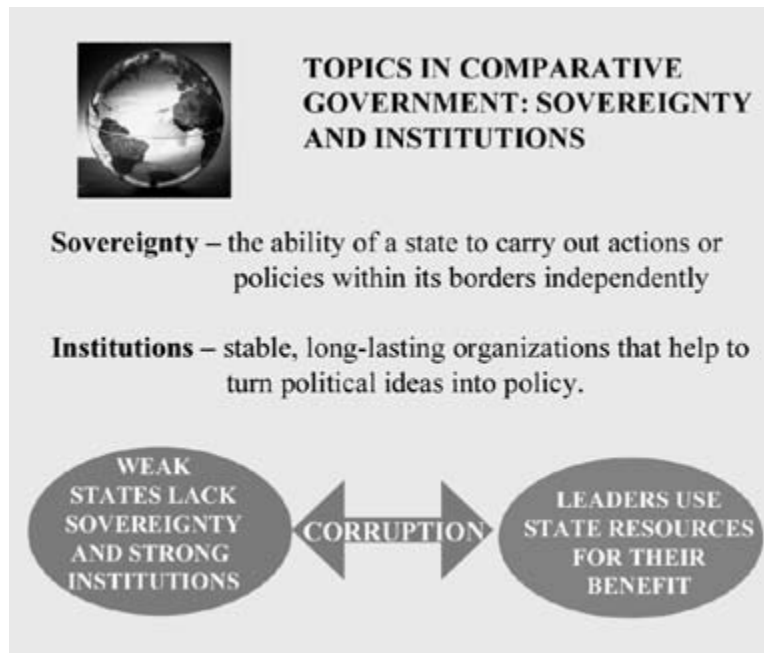 TOPICS IN COMPARATIVE
GOVERNMENT: SOVEREIGNTY
AND INSTITUTIONS
Sovereignty – the ability of a state to carry out actions or
policies within its borders independently
Institutions – stable, long-lasting organizations that help to
turn political ideas into policy.
WEAK
STATES LACK
SOVEREIGNTY
AND STRONG
INSTITUTIONS
CORRUPTION
LEADERS USE
STATE RESOURCES
FOR THEIR
BENEFIT